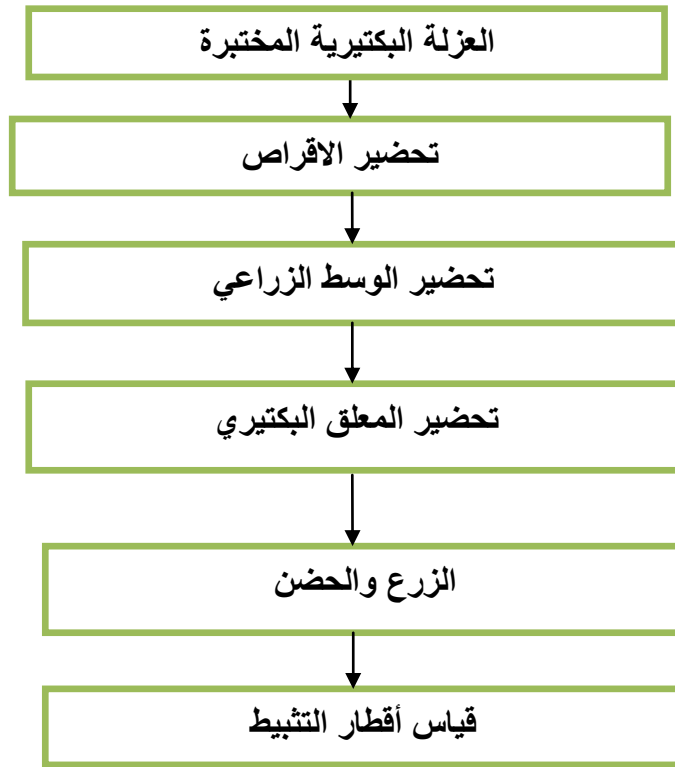 العزلة البكتيرية المختبرة
تحضير الاقراص
تحضير الوسط الزراعي
تحضير المعلق البكتيري
الزرع والحضن
قياس أقطار التثبيط